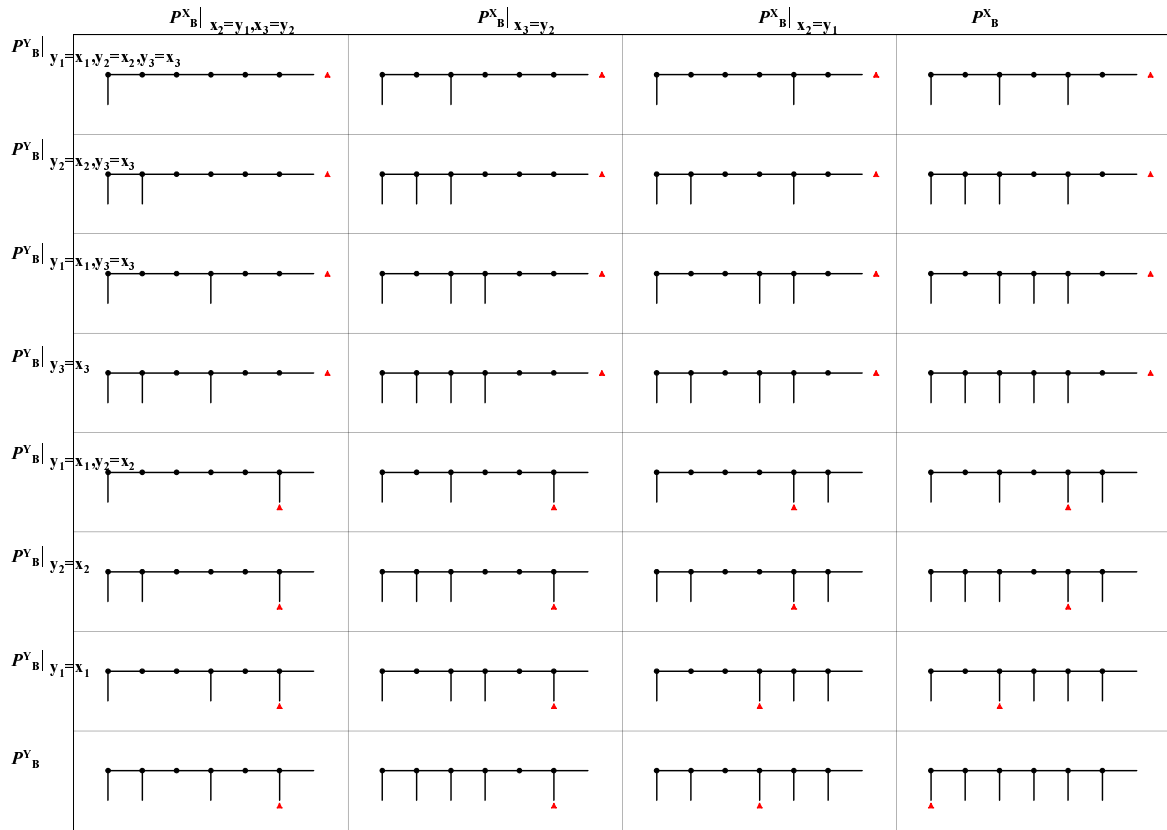 P^X_B| x₂=y₁,x₃=y₂ P^X_B| x₃=y₂ P^X_B| x₂=y₁ P^X_B
P^Y_B| y₁=x₁,y₂=x₂,y₃=x₃
P^Y_B| y₂=x₂,y₃=x₃
P^Y_B| y₁=x₁,y₃=x₃
P^Y_B| y₃=x₃
P^Y_B| y₁=x₁,y₂=x₂
P^Y_B| y₂=x₂
P^Y_B| y₁=x₁
P^Y_B